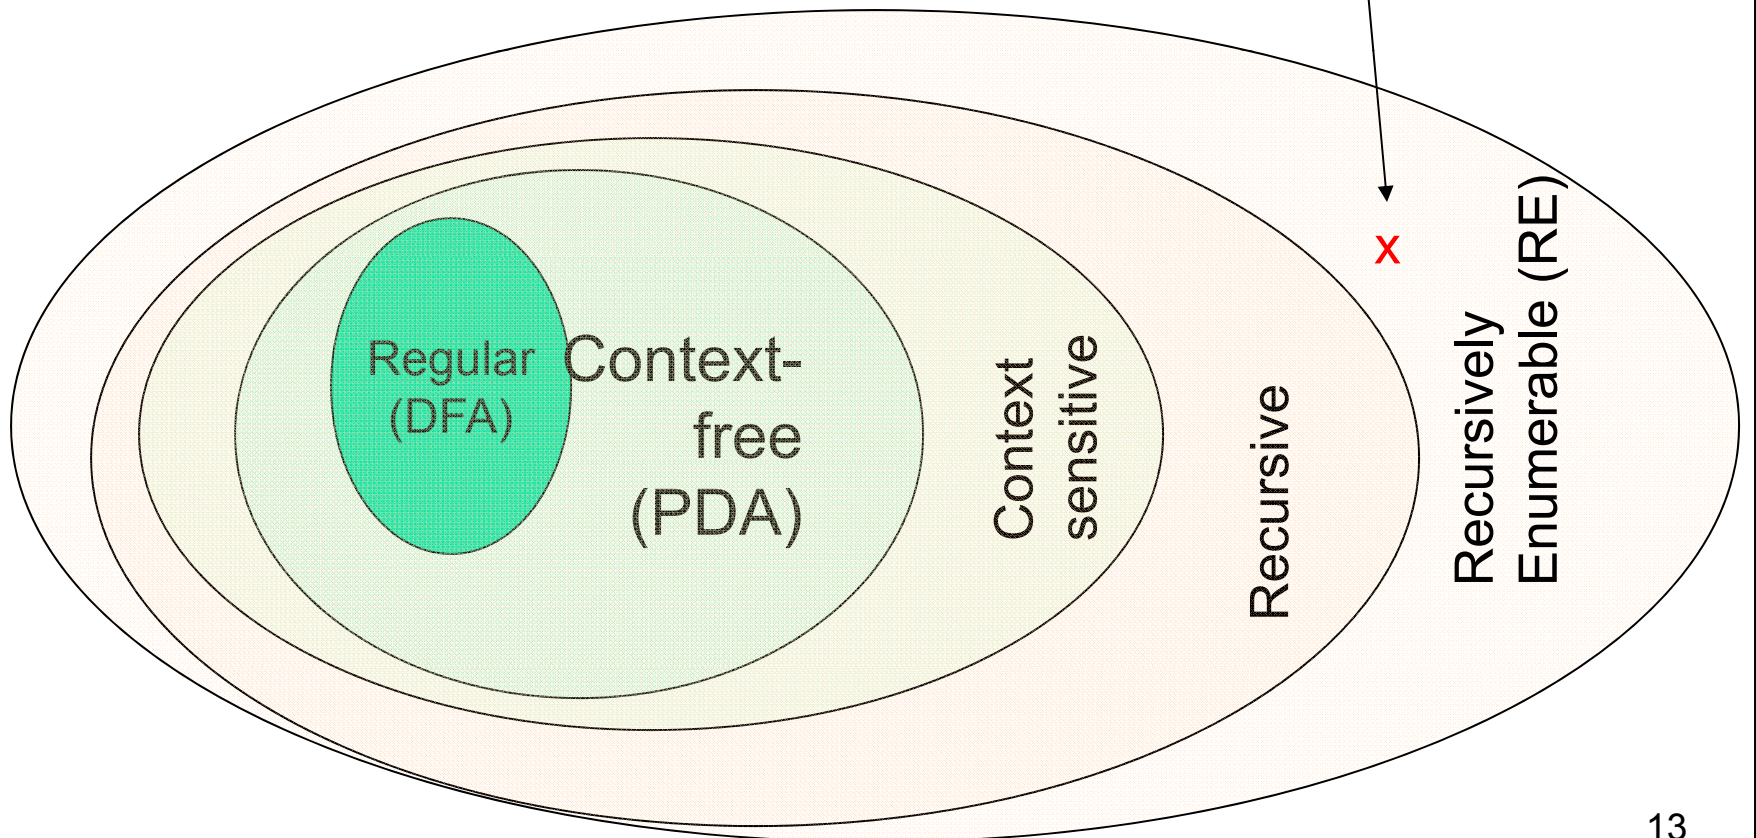 x
Regular
(DFA)
Context-
free
(PDA)
Context
sensitive
Recursive
Recursively
Enumerable (RE)
13